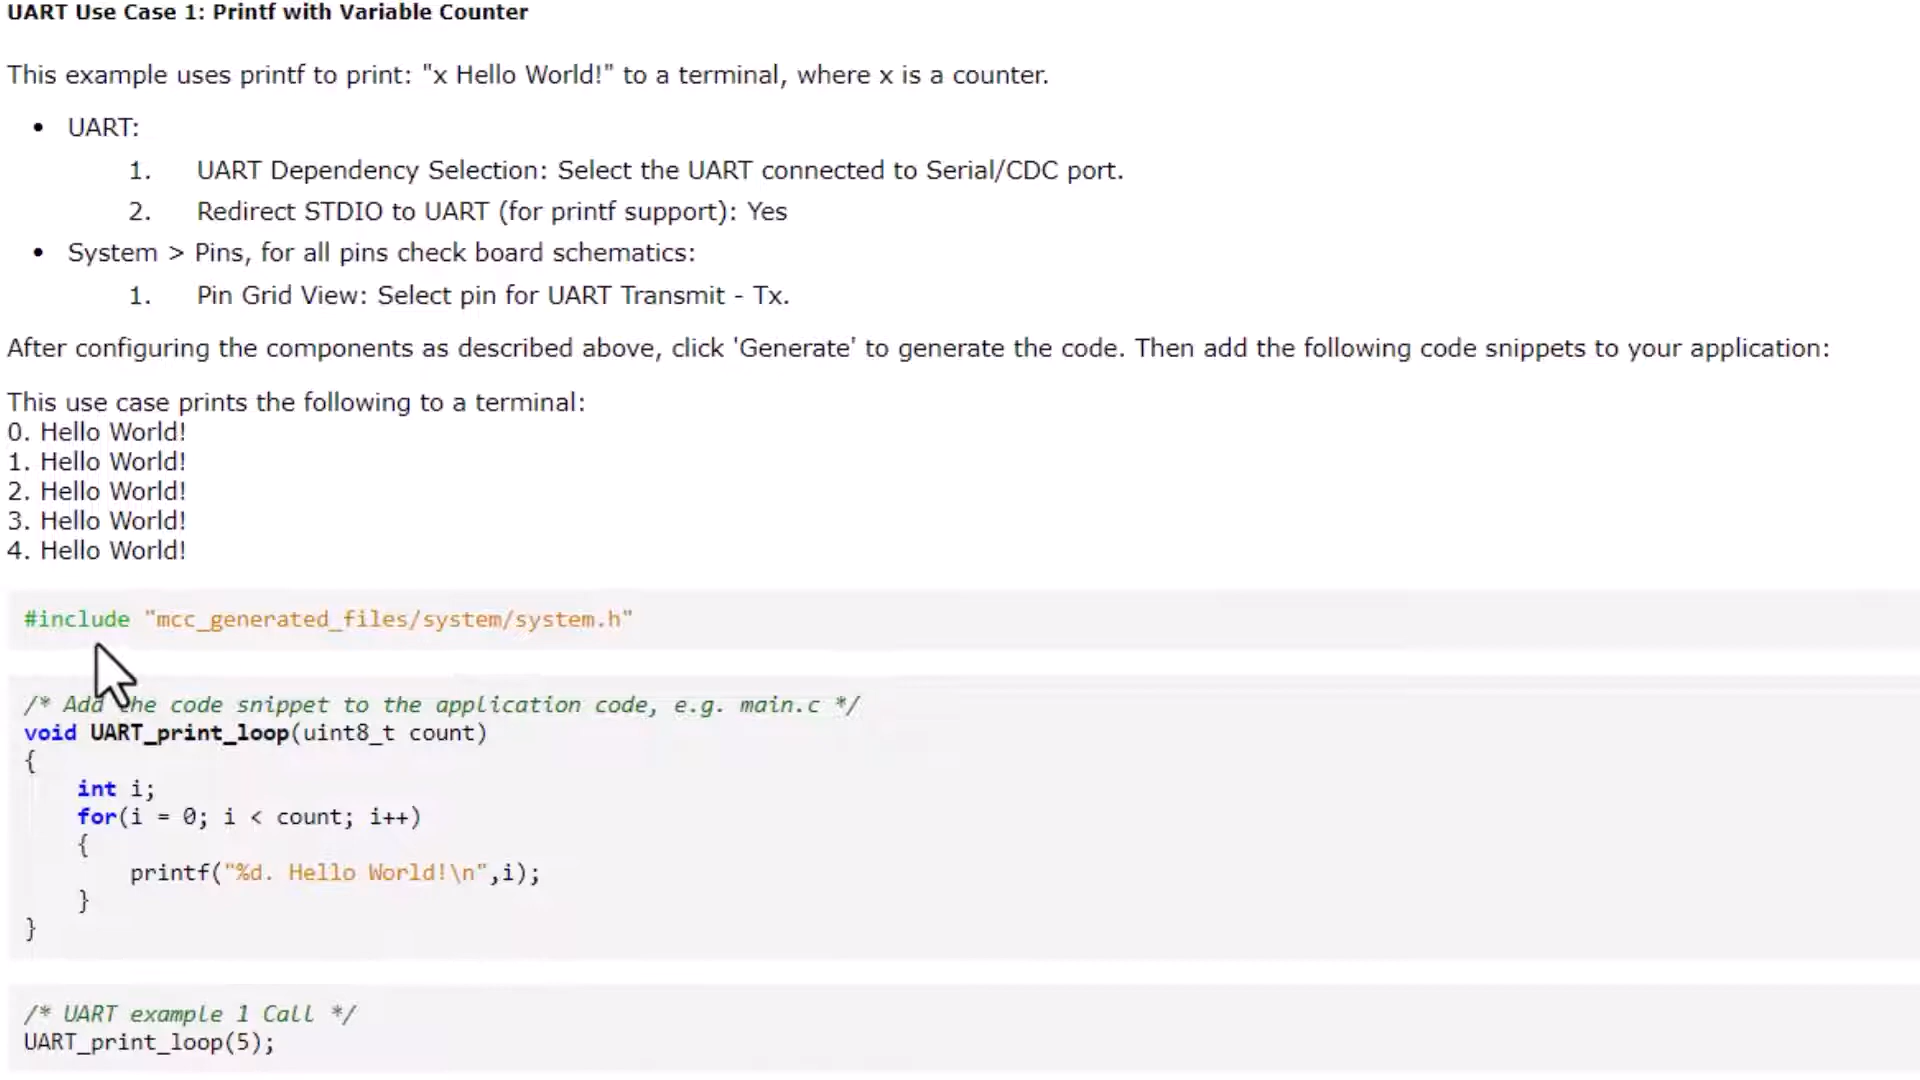 UART Use Case 1: Printf with Variable Counter
This example uses printf to print: "x Hello World!" to a terminal, where x is a counter.
• UART:
1. UART Dependency Selection: Select the UART connected to Serial/CDC port.
2. Redirect STDIO to UART (for printf support): Yes
• System > Pins, for all pins check board schematics:
1. Pin Grid View: Select pin for UART Transmit - Tx.
After configuring the components as described above, click 'Generate' to generate the code. Then add the following code snippets to your application:
This use case prints the following to a terminal:
0. Hello World!
1. Hello World!
2. Hello World!
3. Hello World!
4. Hello World!
#include "mcc_generated_files/system/system.h"
/* Add the code snippet to the application code, e.g. main.c */
void UART_print_loop(uint8_t count)
{
    int i;
    for(i = 0; i < count; i++)
    {
        printf("%d. Hello World!\n",i);
    }
}
/* UART example 1 Call */
UART_print_loop(5);